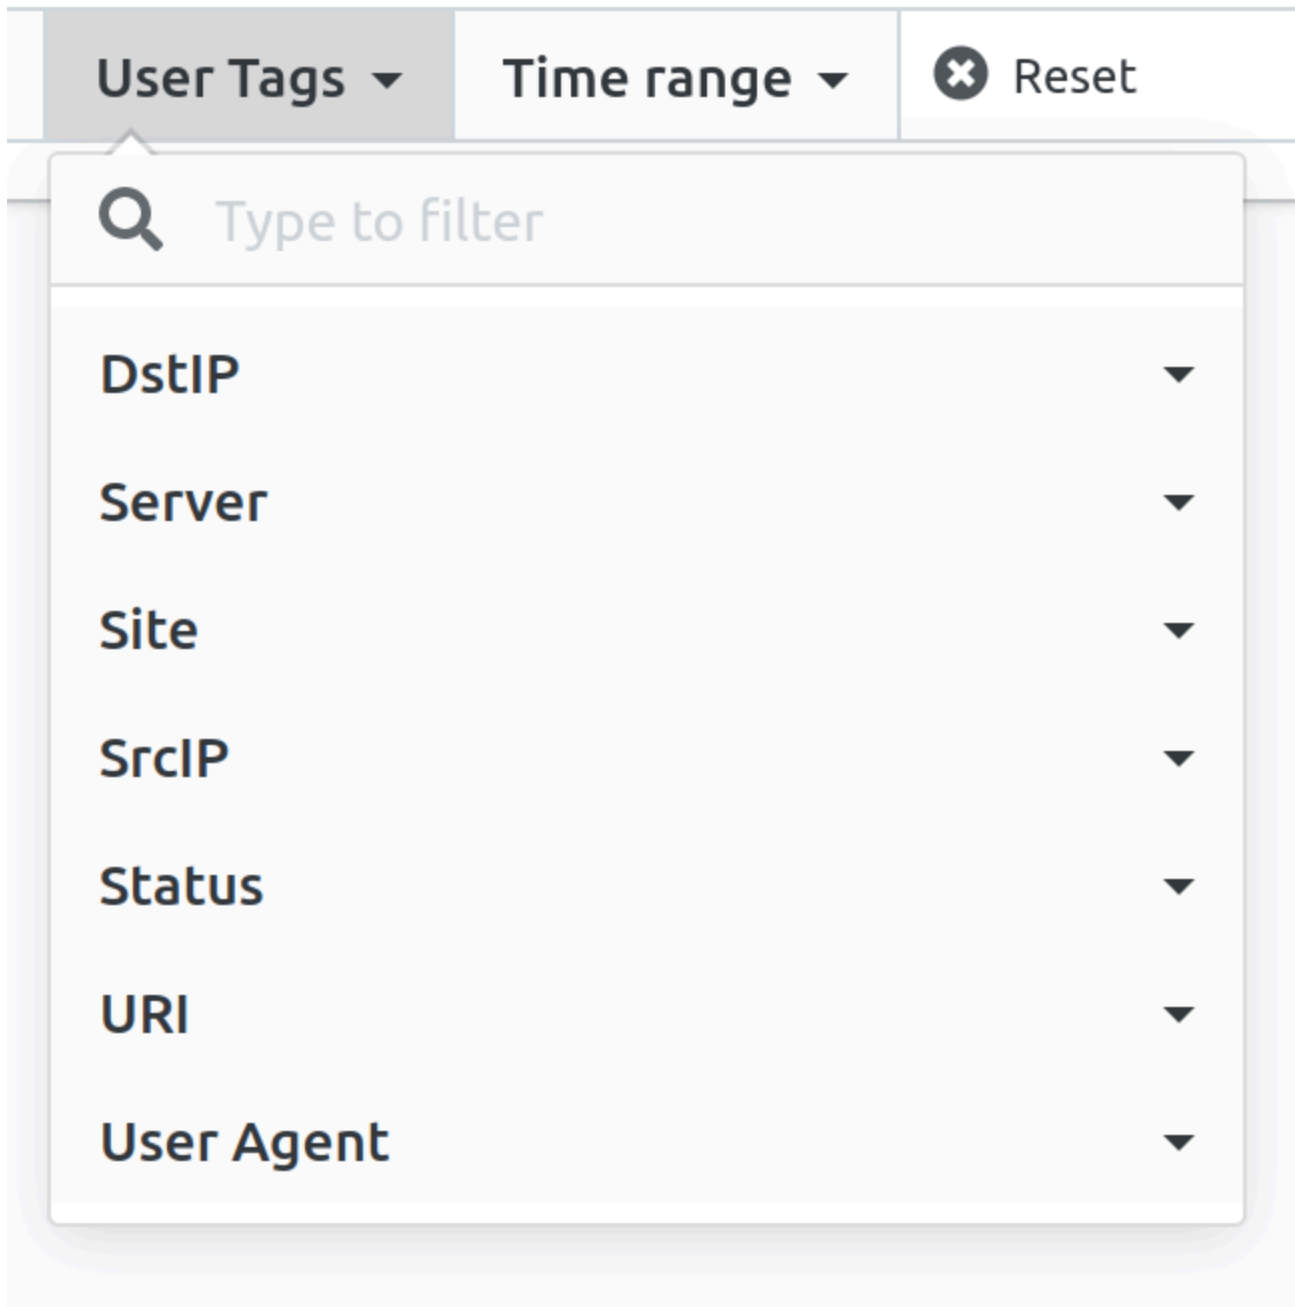 User Tags Time range Reset
Type to filter
DstIP
Server
Site
SrcIP
Status
URI
User Agent